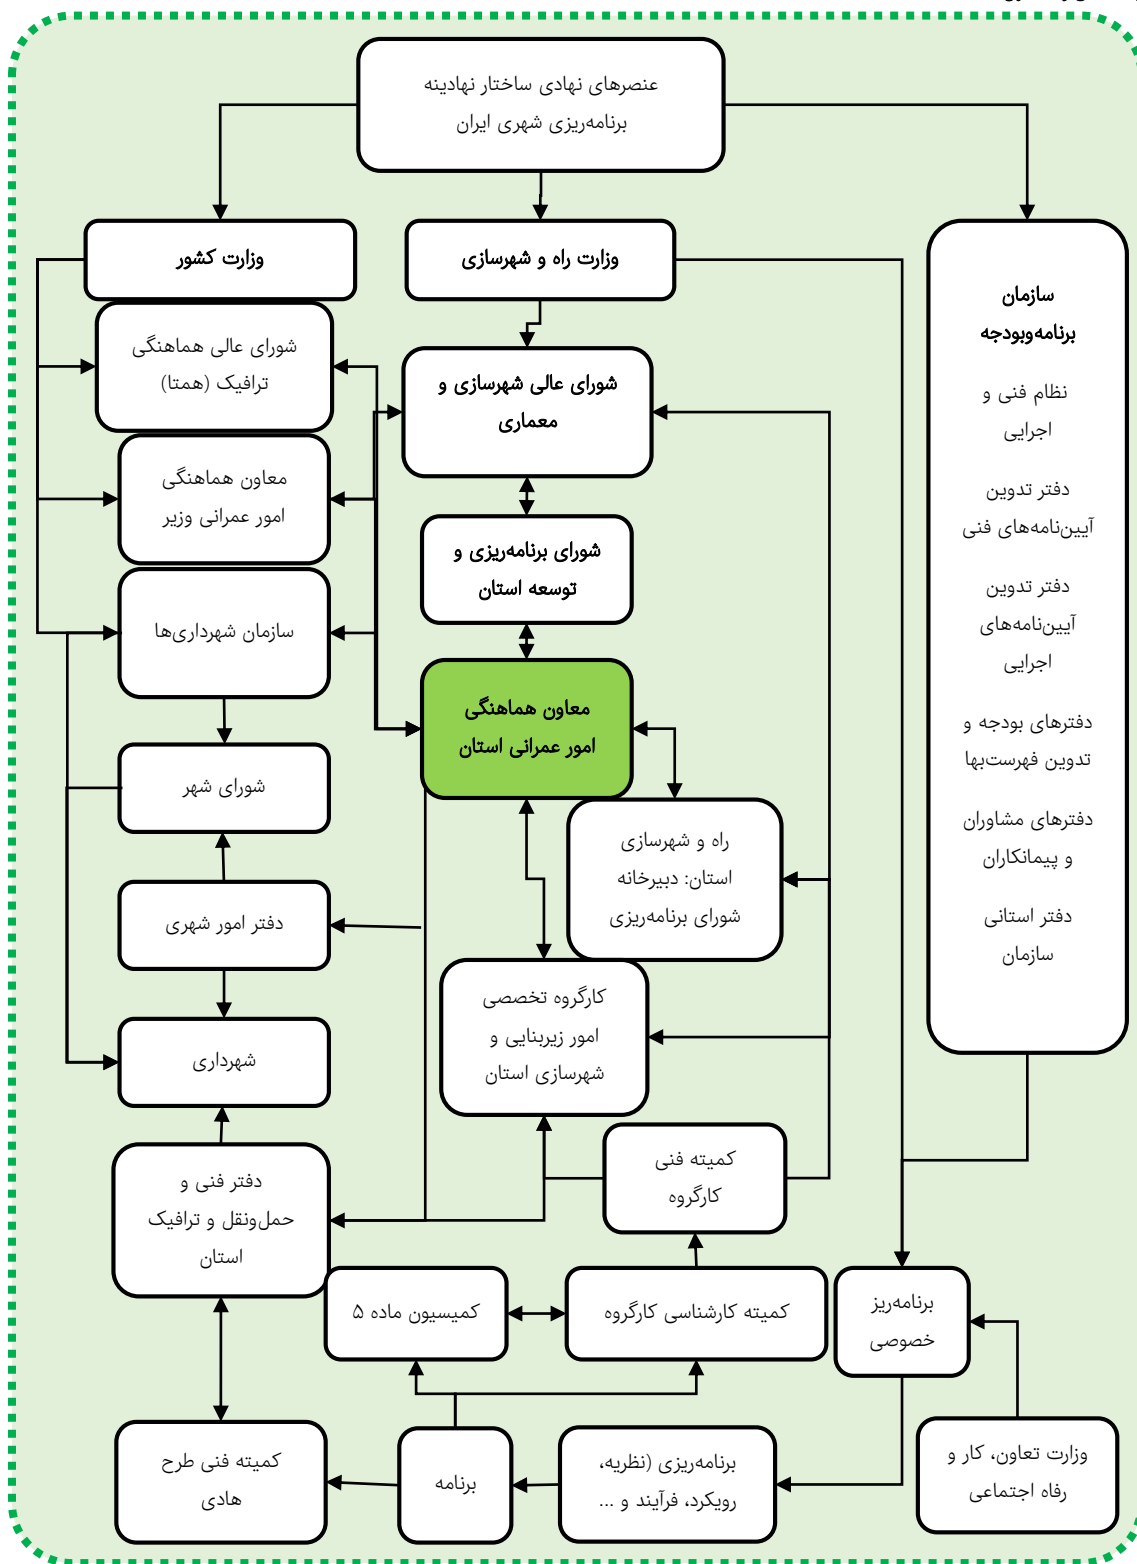 عنصرهای نهادی ساختار نهادینه
برنامه‌ریزی شهری ایران
وزارت کشور
وزارت راه و شهرسازی
سازمان
برنامه‌وبودجه
نظام فنی و
اجرایی
دفتر تدوین
آیین‌نامه‌های فنی
دفتر تدوین
آیین‌نامه‌های
اجرایی
دفترهای بودجه و
تدوین فهرست‌بها
دفترهای مشاوران
و پیمانکاران
دفتر استانی
سازمان
شورای عالی هماهنگی
ترافیک (همتا)
شورای عالی شهرسازی و
معماری
معاون هماهنگی
امور عمرانی وزیر
شورای برنامه‌ریزی و
توسعه استان
سازمان شهرداری‌ها
معاون هماهنگی
امور عمرانی استان
شورای شهر
راه و شهرسازی
استان: دبیرخانه
شورای برنامه‌ریزی
دفتر امور شهری
کارگروه تخصصی
امور زیربنایی و
شهرسازی استان
شهرداری
کمیته فنی
کارگروه
دفتر فنی و
حمل‌ونقل و ترافیک
استان
کمیسیون ماده ۵
کمیته کارشناسی کارگروه
برنامه‌ریز
خصوصی
کمیته فنی طرح
هادی
برنامه
برنامه‌ریزی (نظریه،
رویکرد، فرآیند و ...
وزارت تعاون، کار و
رفاه اجتماعی